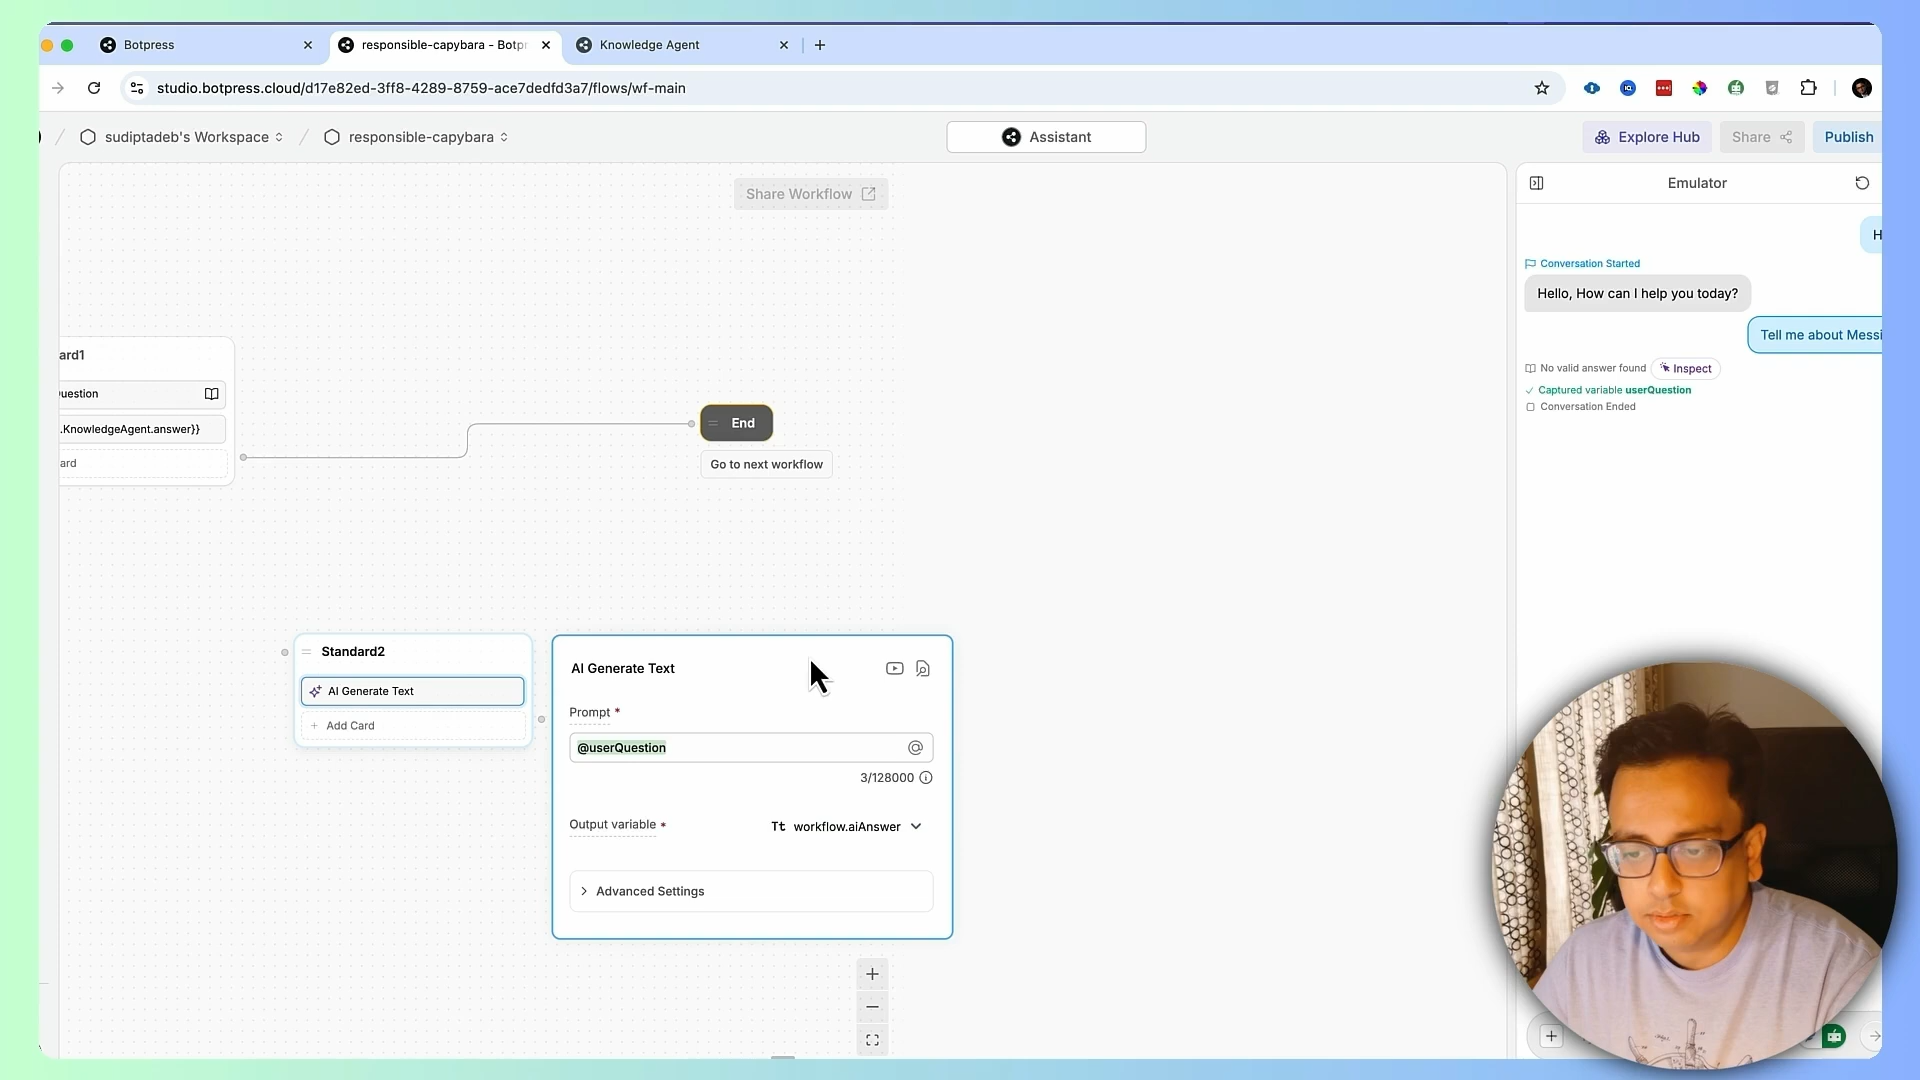 Botpress
responsible-capybara - Botpr
Knowledge Agent
studio.botpress.cloud/d17e82ed-3ff8-4289-8759-ace7dedfd3a7/flows/wf-main
sudiptadeb's Workspace
responsible-capybara
Assistant
Explore Hub
Share
Publish
Share Workflow
Emulator
H
Conversation Started
Hello, How can I help you today?
Tell me about Messi
No valid answer found
Inspect
Captured variable userQuestion
Conversation Ended
ard1
uestion
.KnowledgeAgent.answer}}
ard
End
Go to next workflow
Standard2
AI Generate Text
+ Add Card
AI Generate Text
Prompt *
@userQuestion
3/128000
Output variable *
Tt workflow.aiAnswer
Advanced Settings